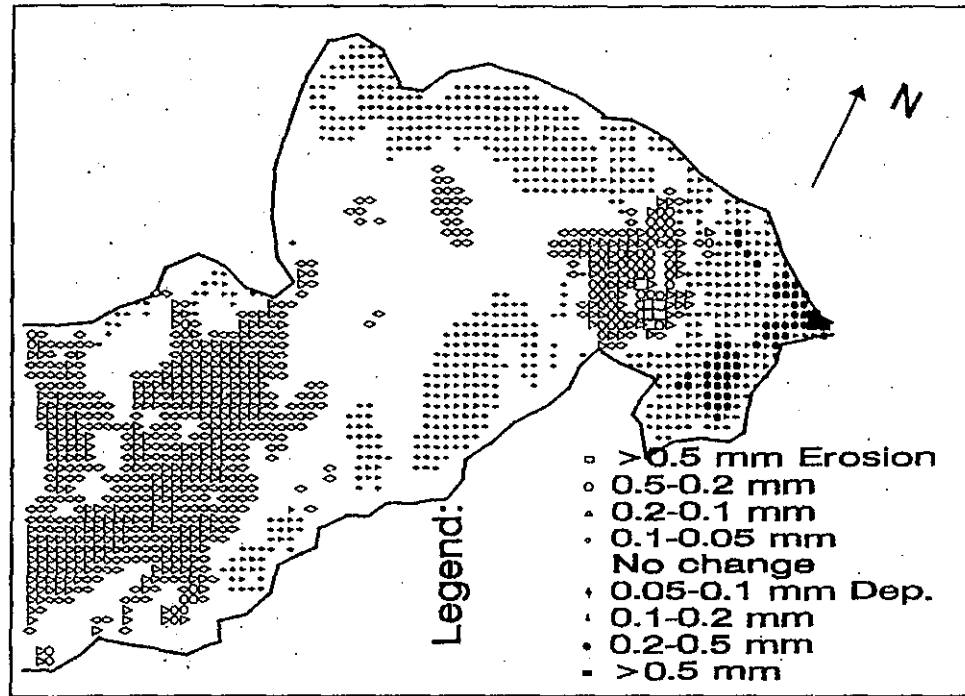 N
Legend:
>0.5 mm Erosion
0.5-0.2 mm
0.2-0.1 mm
0.1-0.05 mm
No change
0.05-0.1 mm Dep.
0.1-0.2 mm
0.2-0.5 mm
>0.5 mm